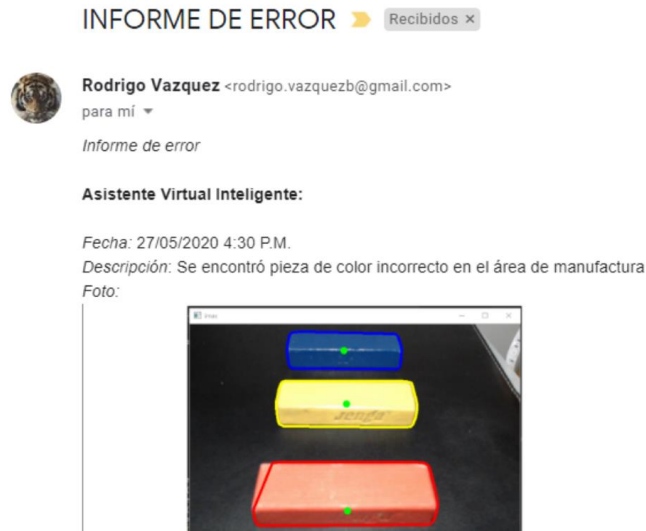 INFORME DE ERROR
Recibidos ×
Rodrigo Vazquez <rodrigo.vazquezb@gmail.com>
para mí
Informe de error
Asistente Virtual Inteligente:
Fecha: 27/05/2020 4:30 P.M.
Descripción: Se encontró pieza de color incorrecto en el área de manufactura
Foto: